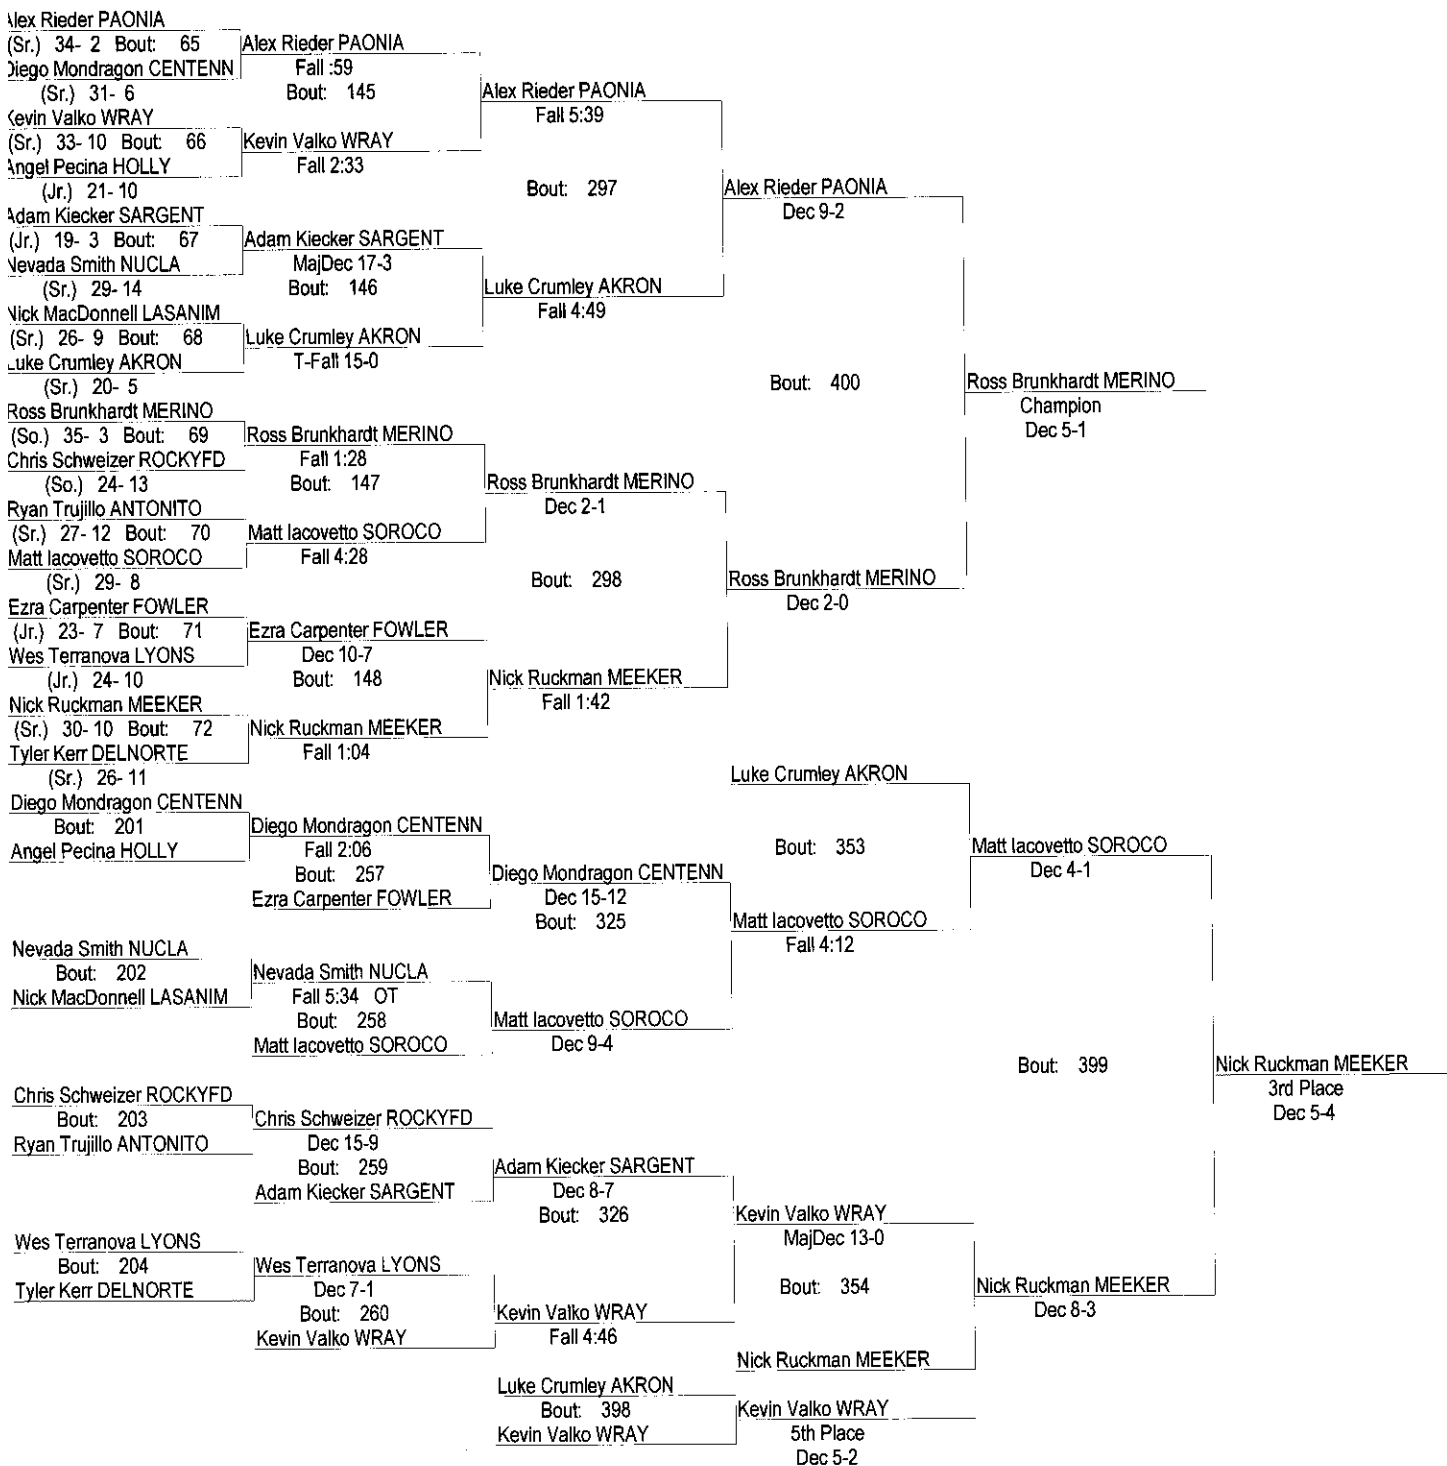 Alex Rieder PAONIA
(Sr.) 34- 2 Bout: 65
Diego Mondragon CENTENN
(Sr.) 31- 6
Kevin Valko WRAY
(Sr.) 33- 10 Bout: 66
Angel Pecina HOLLY
(Jr.) 21- 10
Adam Kiecker SARGENT
(Jr.) 19- 3 Bout: 67
Nevada Smith NUCLA
(Sr.) 29- 14
Nick MacDonnell LASANIM
(Sr.) 26- 9 Bout: 68
Luke Crumley AKRON
(Sr.) 20- 5
Ross Brunkhardt MERINO
(So.) 35- 3 Bout: 69
Chris Schweizer ROCKYFD
(So.) 24- 13
Ryan Trujillo ANTONITO
(Sr.) 27- 12 Bout: 70
Matt Iacovetto SOROCO
(Sr.) 29- 8
Ezra Carpenter FOWLER
(Jr.) 23- 7 Bout: 71
Wes Terranova LYONS
(Jr.) 24- 10
Nick Ruckman MEEKER
(Sr.) 30- 10 Bout: 72
Tyler Kerr DELNORTE
(Sr.) 26- 11
Alex Rieder PAONIA
Fall :59
Bout: 145
Kevin Valko WRAY
Fall 2:33
Adam Kiecker SARGENT
MajDec 17-3
Bout: 146
Luke Crumley AKRON
T-Fall 15-0
Ross Brunkhardt MERINO
Fall 1:28
Bout: 147
Matt Iacovetto SOROCO
Fall 4:28
Ezra Carpenter FOWLER
Dec 10-7
Bout: 148
Nick Ruckman MEEKER
Fall 1:04
Alex Rieder PAONIA
Fall 5:39
Bout: 297
Luke Crumley AKRON
Fall 4:49
Ross Brunkhardt MERINO
Dec 2-1
Bout: 298
Nick Ruckman MEEKER
Fall 1:42
Alex Rieder PAONIA
Dec 9-2
Bout: 400
Ross Brunkhardt MERINO
Dec 2-0
Ross Brunkhardt MERINO
Champion
Dec 5-1
Diego Mondragon CENTENN
Bout: 201
Angel Pecina HOLLY
Nevada Smith NUCLA
Bout: 202
Nick MacDonnell LASANIM
Chris Schweizer ROCKYFD
Bout: 203
Ryan Trujillo ANTONITO
Wes Terranova LYONS
Bout: 204
Tyler Kerr DELNORTE
Diego Mondragon CENTENN
Fall 2:06
Bout: 257
Ezra Carpenter FOWLER
Nevada Smith NUCLA
Fall 5:34 OT
Bout: 258
Matt Iacovetto SOROCO
Chris Schweizer ROCKYFD
Dec 15-9
Bout: 259
Adam Kiecker SARGENT
Wes Terranova LYONS
Dec 7-1
Bout: 260
Kevin Valko WRAY
Diego Mondragon CENTENN
Dec 15-12
Bout: 325
Matt Iacovetto SOROCO
Dec 9-4
Adam Kiecker SARGENT
Dec 8-7
Bout: 326
Kevin Valko WRAY
Fall 4:46
Luke Crumley AKRON
Bout: 353
Matt Iacovetto SOROCO
Fall 4:12
Kevin Valko WRAY
MajDec 13-0
Bout: 354
Nick Ruckman MEEKER
Matt Iacovetto SOROCO
Dec 4-1
Bout: 399
Nick Ruckman MEEKER
Dec 8-3
Nick Ruckman MEEKER
3rd Place
Dec 5-4
Luke Crumley AKRON
Bout: 398
Kevin Valko WRAY
Kevin Valko WRAY
5th Place
Dec 5-2